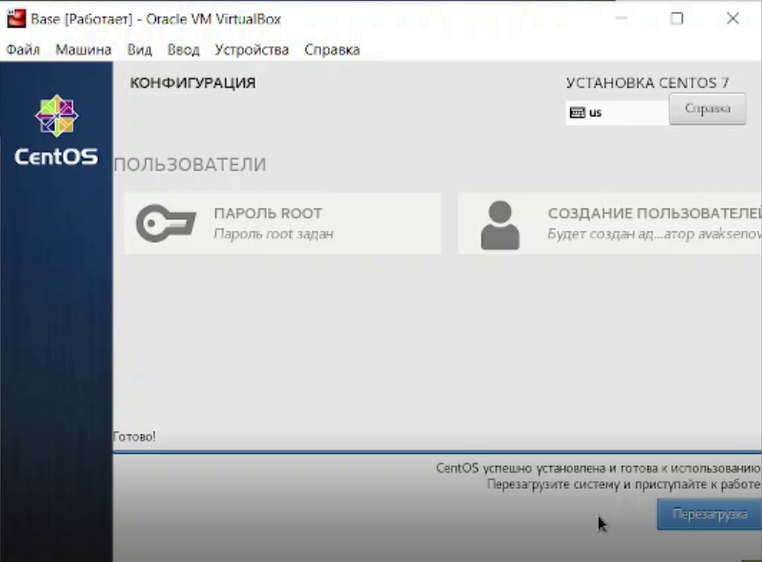 Base [Работает] - Oracle VM VirtualBox
Файл Машина Вид Ввод Устройства Справка
КОНФИГУРАЦИЯ
УСТАНОВКА CENTOS 7
us
Справка
CentOS
ПОЛЬЗОВАТЕЛИ
ПАРОЛЬ ROOT
Пароль root задан
СОЗДАНИЕ ПОЛЬЗОВАТЕЛЕЙ
Будет создан ад...атор avaksenov
Готово!
CentOS успешно установлена и готова к использованию
Перезагрузите систему и приступайте к работе
Перезагрузка